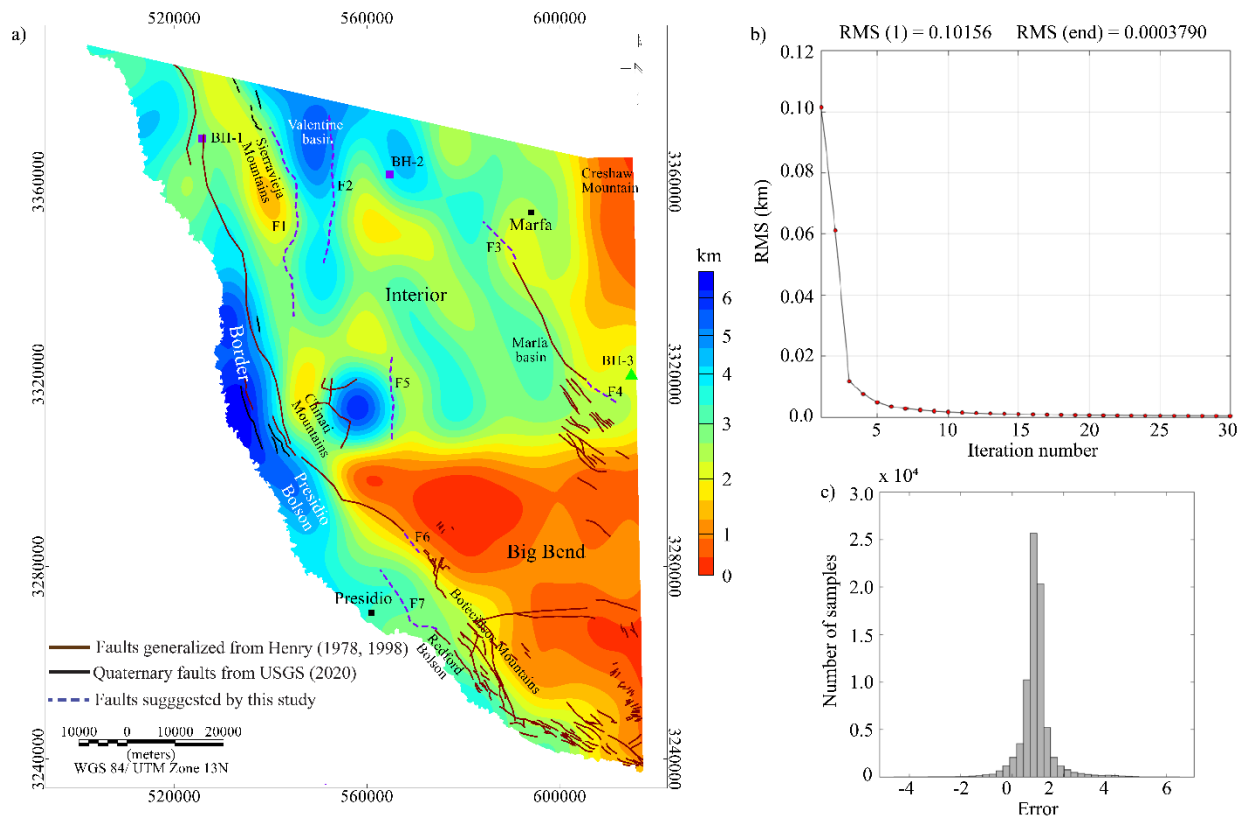 a)
520000
560000
600000
3360000
3320000
3280000
3240000
Valentine
basin
BH-1
BH-2
Sierravieja
Mountains
F1
F2
F3
Marfa
Creshaw
Mountain
Interior
Border
Marfa
basin
BH-3
F4
F5
Chinati
Mountains
Presidio
Bolson
F6
Big Bend
Presidio
F7
Redford
Bolson
Mountains
Faults generalized from Henry (1978, 1998)
Quaternary faults from USGS (2020)
Faults sugggested by this study
10000 0 10000 20000
(meters)
WGS 84/ UTM Zone 13N
520000
560000
600000
3360000
3320000
3280000
3240000
km
6
5
4
3
2
1
0
b)
RMS (1) = 0.10156 RMS (end) = 0.0003790
0.12
0.10
0.08
0.06
0.04
0.02
0.0
RMS (km)
5 10 15 20 25 30
Iteration number
c)
x 10⁴
3.0
2.5
2.0
1.5
1.0
0.5
0
Number of samples
-4 -2 0 2 4 6
Error